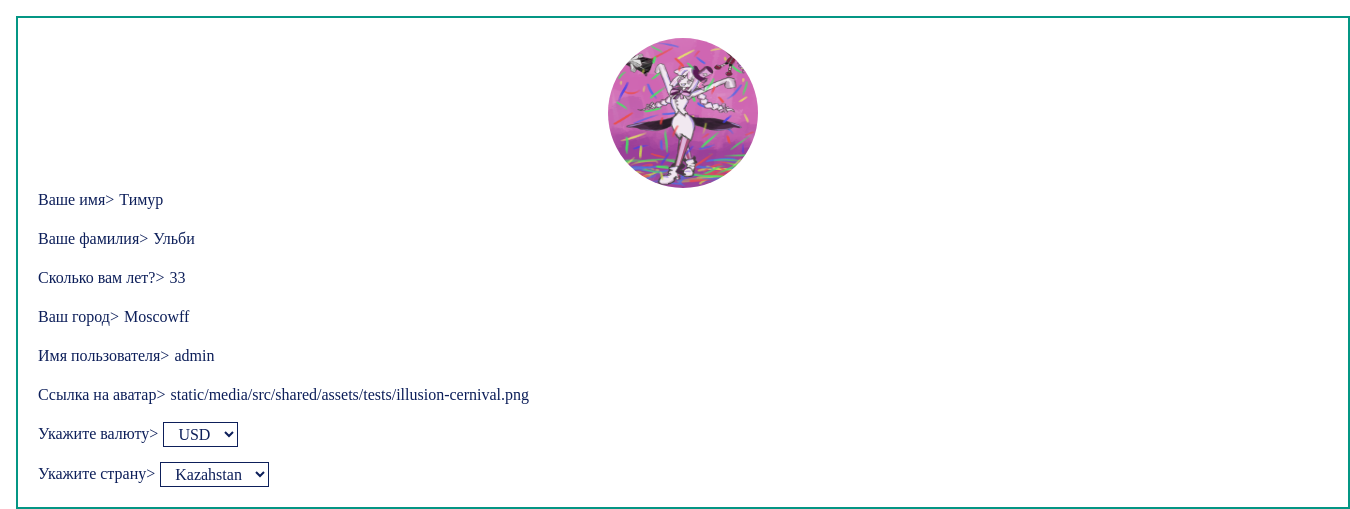 Ваше имя> Тимур
Ваше фамилия> Ульби
Сколько вам лет?> 33
Ваш город> Moscowff
Имя пользователя> admin
Ссылка на аватар> static/media/src/shared/assets/tests/illusion-cernival.png
Укажите валюту> USD
Укажите страну> Kazahstan